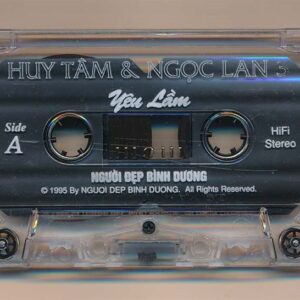 HUY TÂM & NGỌC LAN 5
Yêu Lầm
Side
A
HiFi
Stereo
NGƯỜI ĐẸP BÌNH DƯƠNG
© 1995 By NGUOI DEP BINH DUONG. All Rights Reserved.